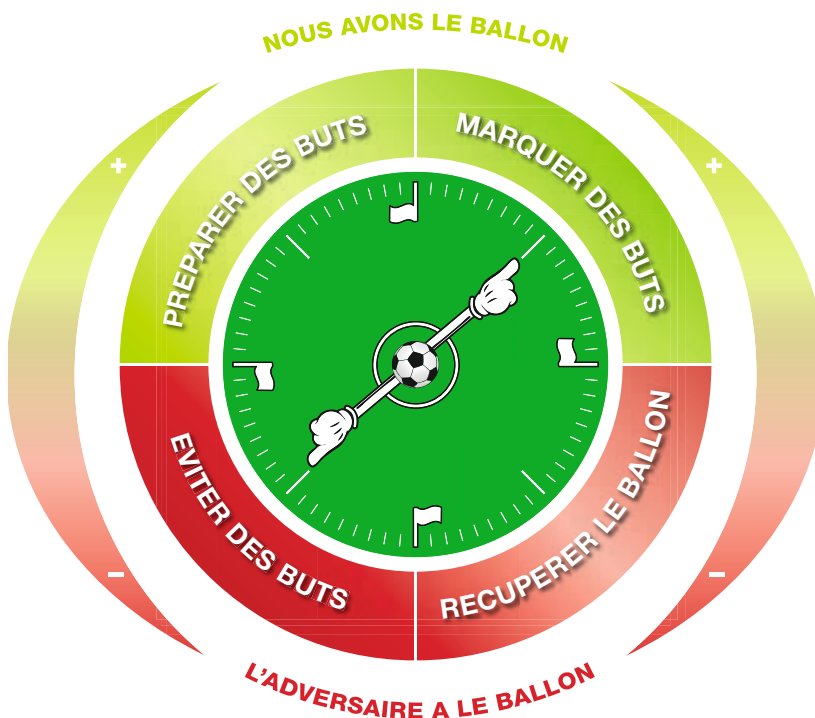 NOUS AVONS LE BALLON
PREPARER DES BUTS
MARQUER DES BUTS
+
+
EVITER DES BUTS
RECUPERER LE BALLON
-
-
L'ADVERSAIRE A LE BALLON